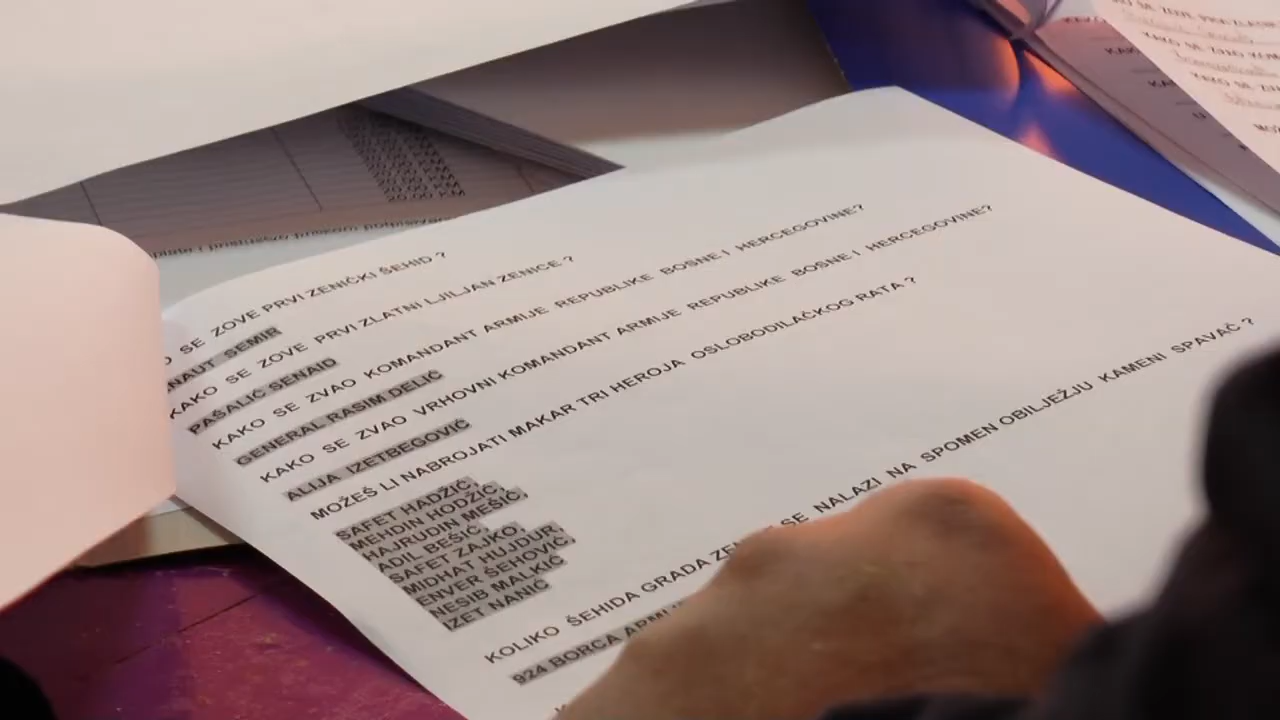 SE ZOVE PRVI ZENIČKI ŠEHID ?
SEMIR
KAKO SE ZOVE PRVI ZLATNI LJILJAN ZENICE ?
PAŠALIĆ SENAID
KAKO SE ZVAO KOMANDANT ARMIJE REPUBLIKE BOSNE I HERCEGOVINE?
GENERAL RASIM DELIĆ
KAKO SE ZVAO VRHOVNI KOMANDANT ARMIJE REPUBLIKE BOSNE I HERCEGOVINE?
ALIJA IZETBEGOVIĆ
MOŽEŠ LI NABROJATI MAKAR TRI HEROJA OSLOBODILAČKOG RATA ?
SAFET HADŽIĆ,
MEHDIN HODŽIĆ,
HAJRUDIN MEŠIĆ,
ADIL BEŠIĆ,
SAFET ZAJKO,
MIDHAT HUJDUR,
ENVER ŠEHOVIĆ,
NESIB MALKIĆ,
IZET NANIĆ
KOLIKO ŠEHIDA GRADA SE NALAZI NA SPOMEN OBILJEŽJU KAMENI SPAVAČ ?
924 BORCA
20.00 KM